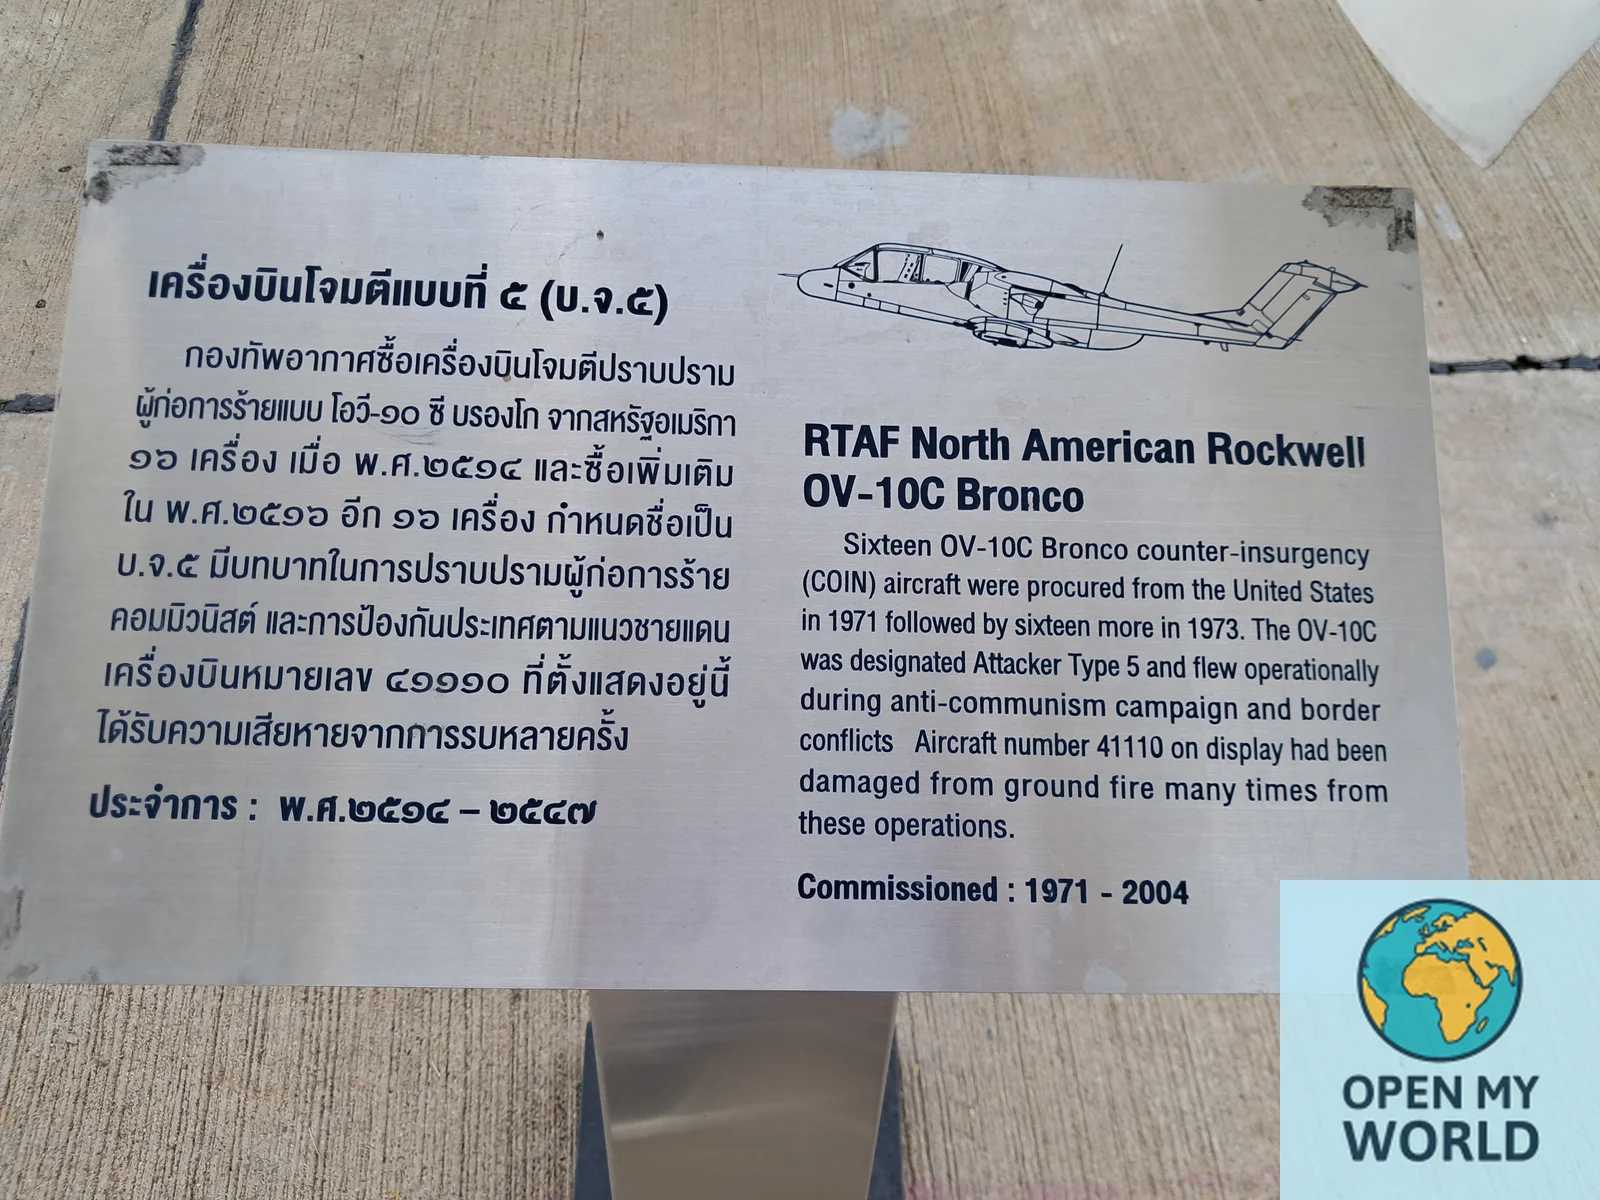 เครื่องบินโจมตีแบบที่ ๕ (บ.จ.๕)
กองทัพอากาศซื้อเครื่องบินโจมตีปราบปราม
ผู้ก่อการร้ายแบบ โอวี-๑๐ ซี บรองโก จากสหรัฐอเมริกา
๑๖ เครื่อง เมื่อ พ.ศ.๒๕๑๔ และซื้อเพิ่มเติม
ใน พ.ศ.๒๕๑๖ อีก ๑๖ เครื่อง กำหนดชื่อเป็น
บ.จ.๕ มีบทบาทในการปราบปรามผู้ก่อการร้าย
คอมมิวนิสต์ และการป้องกันประเทศตามแนวชายแดน
เครื่องบินหมายเลข ๔๑๑๑๐ ที่ตั้งแสดงอยู่นี้
ได้รับความเสียหายจากการรบหลายครั้ง
ประจำการ : พ.ศ.๒๕๑๔ – ๒๕๔๗
RTAF North American Rockwell
OV-10C Bronco
Sixteen OV-10C Bronco counter-insurgency
(COIN) aircraft were procured from the United States
in 1971 followed by sixteen more in 1973. The OV-10C
was designated Attacker Type 5 and flew operationally
during anti-communism campaign and border
conflicts Aircraft number 41110 on display had been
damaged from ground fire many times from
these operations.
Commissioned : 1971 - 2004
OPEN MY
WORLD